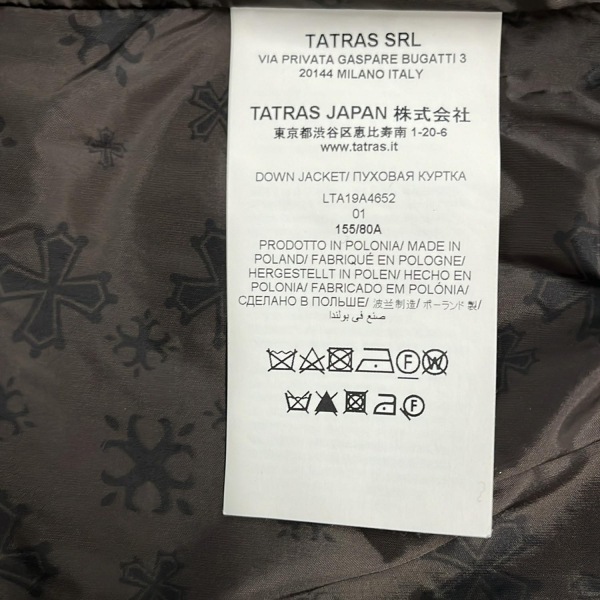 TATRAS SRL
VIA PRIVATA GASPARE BUGATTI 3
20144 MILANO ITALY
TATRAS JAPAN 株式会社
東京都渋谷区恵比寿南 1-20-6
www.tatras.it
DOWN JACKET/ ПУХОВАЯ КУРТКА
LTA19A4652
01
155/80A
PRODOTTO IN POLONIA/ MADE IN
POLAND/ FABRIQUÉ EN POLOGNE/
HERGESTELLT IN POLEN/ HECHO EN
POLONIA/ FABRICADO EM POLÓNIA/
СДЕЛАНО В ПОЛЬШЕ/ 波兰制造/ ポーランド製/
صنع في بولندا